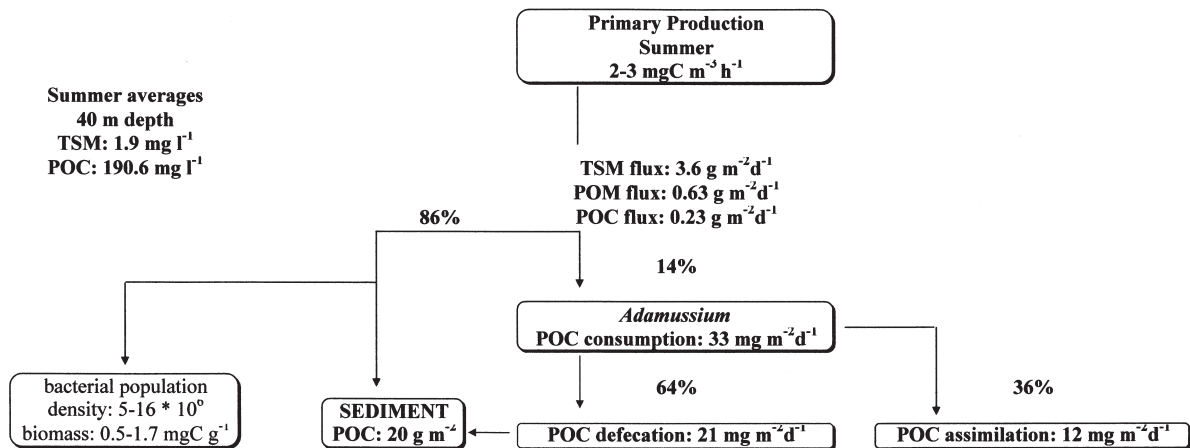 Primary Production
Summer
2-3 mgC m⁻³ h⁻¹
Summer averages
40 m depth
TSM: 1.9 mg l⁻¹
POC: 190.6 mg l⁻¹
TSM flux: 3.6 g m⁻²d⁻¹
POM flux: 0.63 g m⁻²d⁻¹
POC flux: 0.23 g m⁻²d⁻¹
86%
14%
Adamussium
POC consumption: 33 mg m⁻²d⁻¹
64%
36%
bacterial population
density: 5-16 * 10⁶
biomass: 0.5-1.7 mgC g⁻¹
SEDIMENT
POC: 20 g m⁻²
POC defecation: 21 mg m⁻²d⁻¹
POC assimilation: 12 mg m⁻²d⁻¹